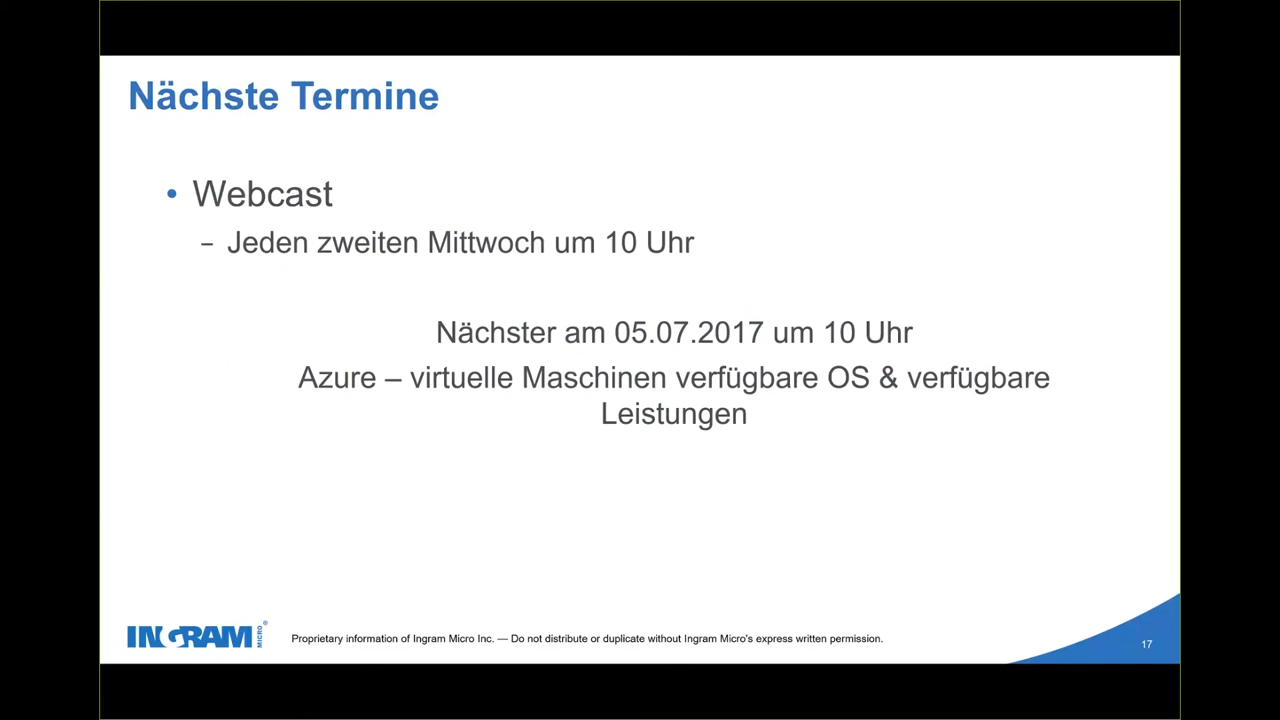 Nächste Termine
• Webcast
– Jeden zweiten Mittwoch um 10 Uhr
Nächster am 05.07.2017 um 10 Uhr
Azure – virtuelle Maschinen verfügbare OS & verfügbare
Leistungen
INGRAM MICRO®
Proprietary information of Ingram Micro Inc. — Do not distribute or duplicate without Ingram Micro's express written permission.
17